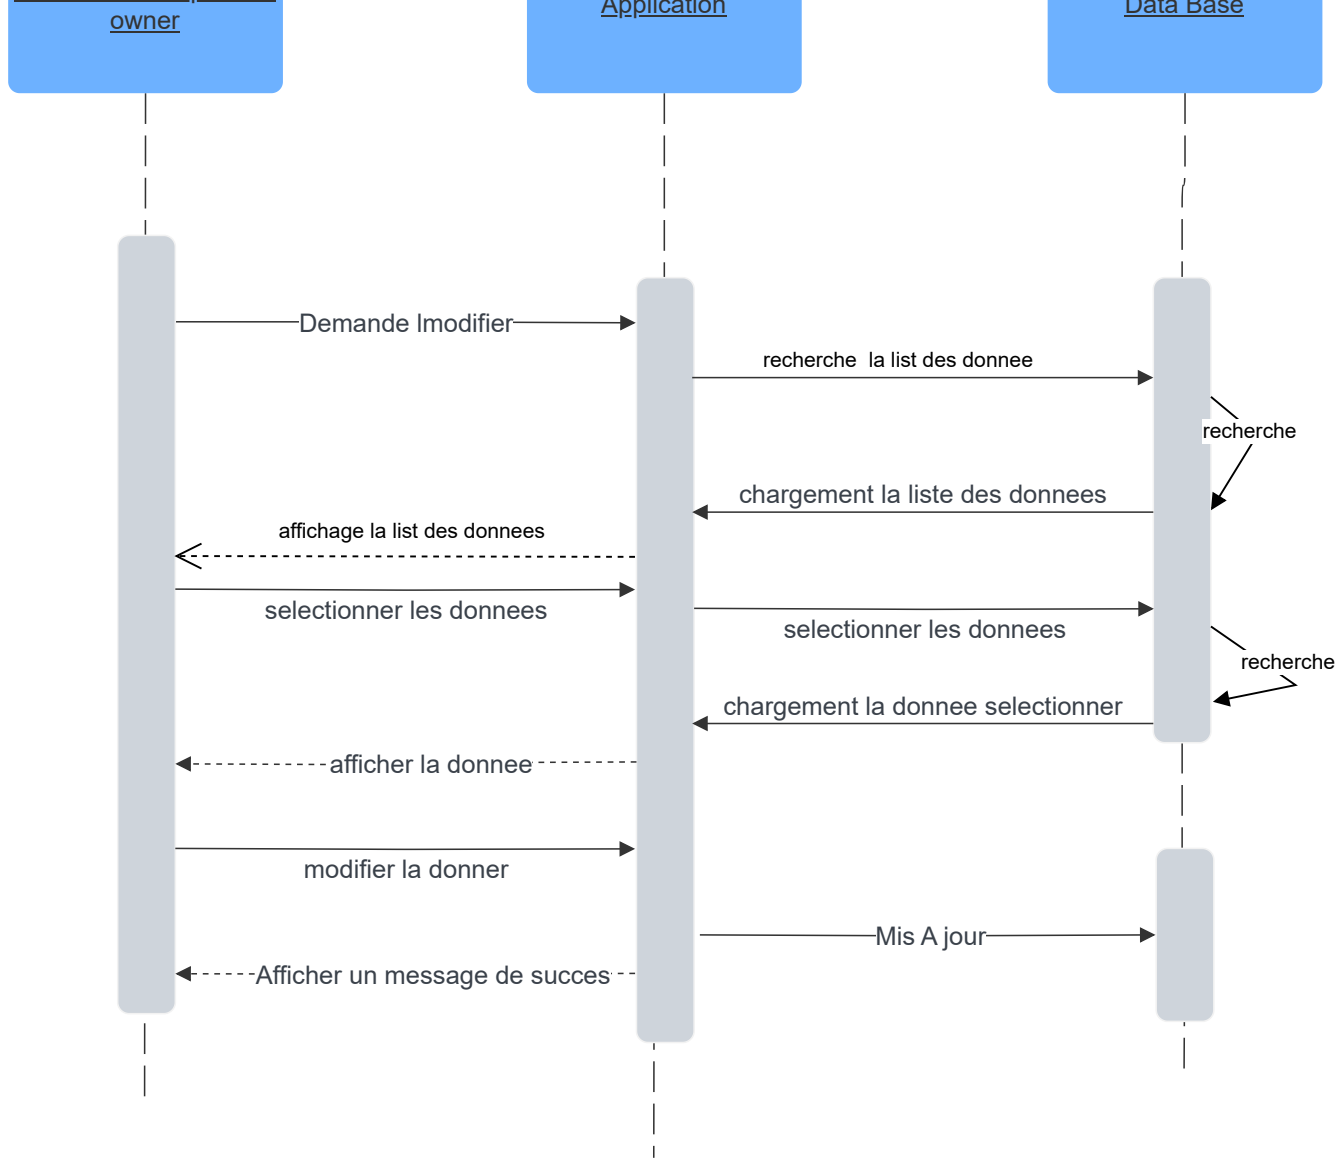 owner
Application
Data Base
Demande lmodifier
recherche  la list des donnee
recherche
chargement la liste des donnees
affichage la list des donnees
selectionner les donnees
selectionner les donnees
recherche
chargement la donnee selectionner
afficher la donnee
modifier la donner
Mis A jour
Afficher un message de succes